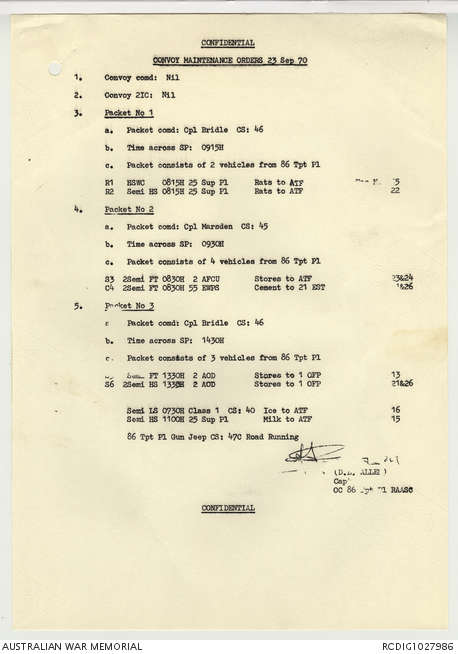 CONFIDENTIAL
CONVOY MAINTENANCE ORDERS 23 Sep 70
1. Convoy comd: Nil
2. Convoy 2IC: Nil
3. Packet No 1
a. Packet comd: Cpl Bridle CS: 46
b. Time across SP: 0915H
c. Packet consists of 2 vehicles from 86 Tpt Pl
R1 HSWC 0815H 25 Sup Pl Rats to ATF
R2 Semi HS 0815H 25 Sup Pl Rats to ATF 22
4. Packet No 2
a. Packet comd: Cpl Marsden CS: 45
b. Time across SP: 0930H
c. Packet consists of 4 vehicles from 86 Tpt Pl
S3 2Semi FT 0830H 2 AFCU Stores to ATF 23&24
C4 2Semi FT 0830H 55 EWPS Cement to 21 EST &26
5. Packet No 3
Packet comd: Cpl Bridle CS: 46
b. Time across SP: 1430H
c. Packet consists of 3 vehicles from 86 Tpt Pl
FT 1330H 2 AOD Stores to 1 OFP 13
S6 2Semi HS 1330H 2 AOD Stores to 1 OFP 21&26
Semi LS 0730H Class 1 CS: 40 Ice to ATF 16
Semi HS 1100H 25 Sup Pl Milk to ATF 15
86 Tpt Pl Gun Jeep CS: 47C Road Running
OC 86 RAASC
CONFIDENTIAL
AUSTRALIAN WAR MEMORIAL RCDIG1027986